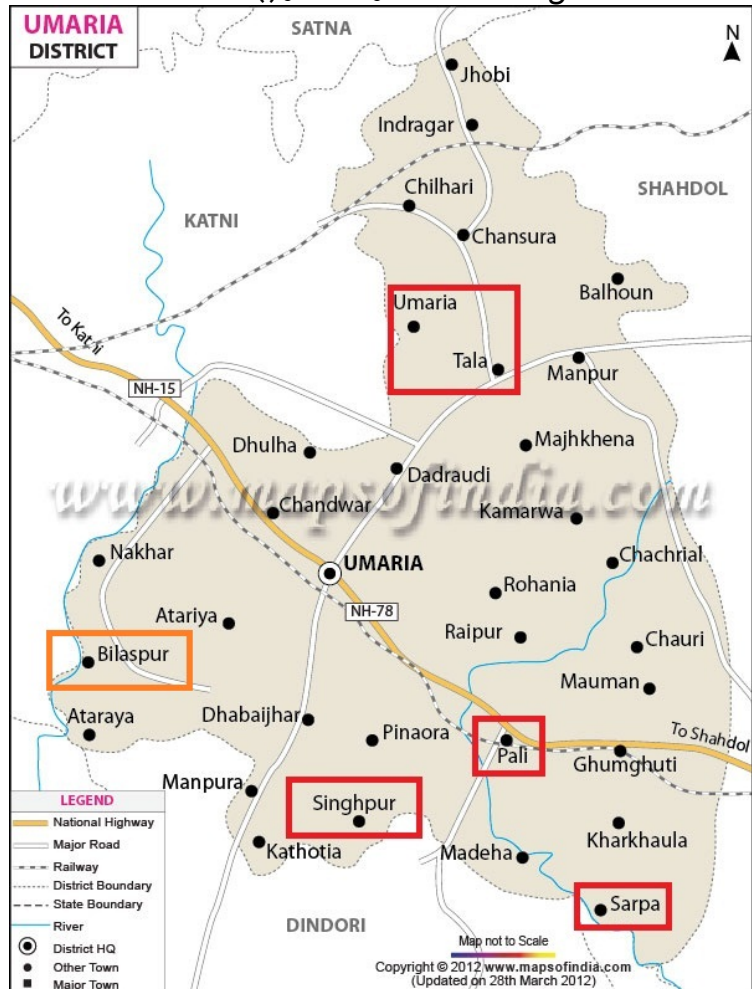 UMARIA
DISTRICT
SATNA
N
Jhobi
Indragar
SHAHDOL
Chilhari
KATNI
Chansura
Balhoun
Umaria
To Katni
Tala
Manpur
NH-15
Dhulha
Majhkhena
Dadraudi
www.mapsofindia.com
Chandwar
Kamarwa
Nakhar
UMARIA
Chachrial
Rohania
NH-78
Atariya
Raipur
Chauri
Bilaspur
Mauman
Dhabaijhar
Ataraya
Pinaora
To Shahdol
Pali
Ghumghuti
Manpura
Singhpur
LEGEND
National Highway
Major Road
Railway
District Boundary
State Boundary
River
District HQ
Other Town
Major Town
Kharkhaula
Kathotia
Madeha
Sarpa
DINDORI
Map not to Scale
Copyright © 2012 www.mapsofindia.com
(Updated on 28th March 2012)